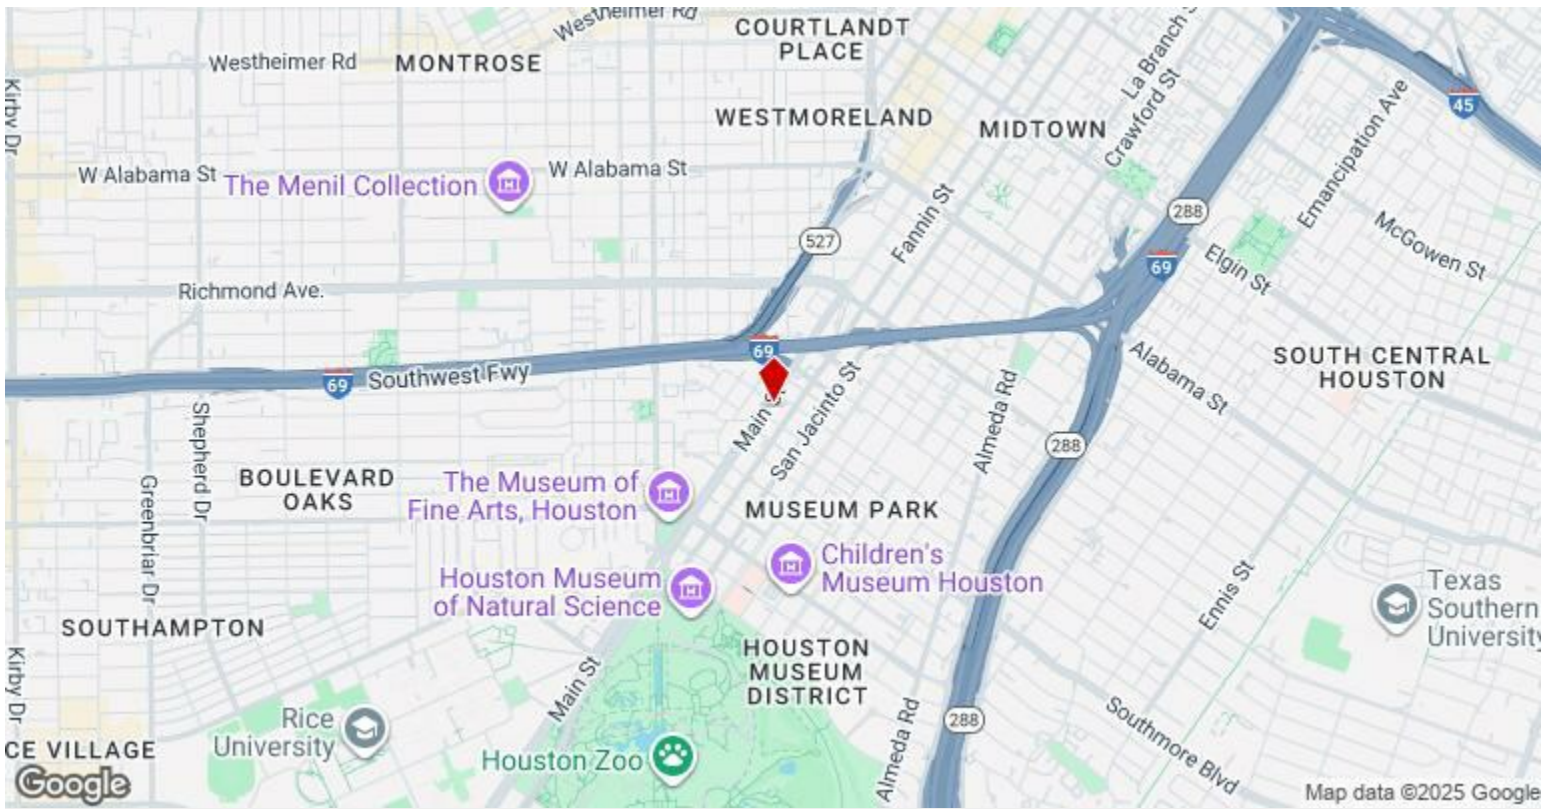 Westheimer Rd
COURTLANDT
PLACE
Westheimer Rd
MONTROSE
La Branch S
Crawford St
45
Kirby Dr
WESTMORELAND
MIDTOWN
Emancipation Ave
W Alabama St
W Alabama St
The Menil Collection
288
527
Fannin St
McGowen St
69
Elgin St
Richmond Ave.
69
69
Southwest Fwy
Alabama St
SOUTH CENTRAL
HOUSTON
Main St
San Jacinto St
Almeda Rd
288
Shepherd Dr
BOULEVARD
OAKS
Greenbriar Dr
The Museum of
Fine Arts, Houston
MUSEUM PARK
Children's
Museum Houston
Houston Museum
of Natural Science
Ennis St
Texas
Southern
University
SOUTHAMPTON
HOUSTON
MUSEUM
DISTRICT
Kirby Dr
Main St
Almeda Rd
288
Southmore Blvd
Rice
University
CE VILLAGE
Houston Zoo
Google
Map data ©2025 Google